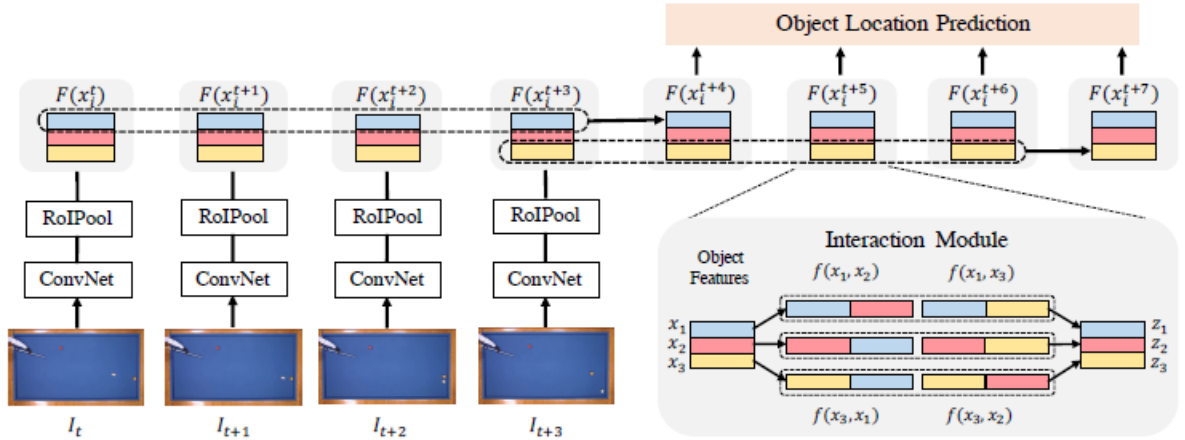 Object Location Prediction
F(x_i^t) F(x_i^{t+1}) F(x_i^{t+2}) F(x_i^{t+3}) F(x_i^{t+4}) F(x_i^{t+5}) F(x_i^{t+6}) F(x_i^{t+7})
RoIPool RoIPool RoIPool RoIPool
ConvNet ConvNet ConvNet ConvNet
I_t I_{t+1} I_{t+2} I_{t+3}
Interaction Module
Object
Features
f(x_1, x_2) f(x_1, x_3)
x_1 z_1
x_2 z_2
x_3 z_3
f(x_3, x_1) f(x_3, x_2)